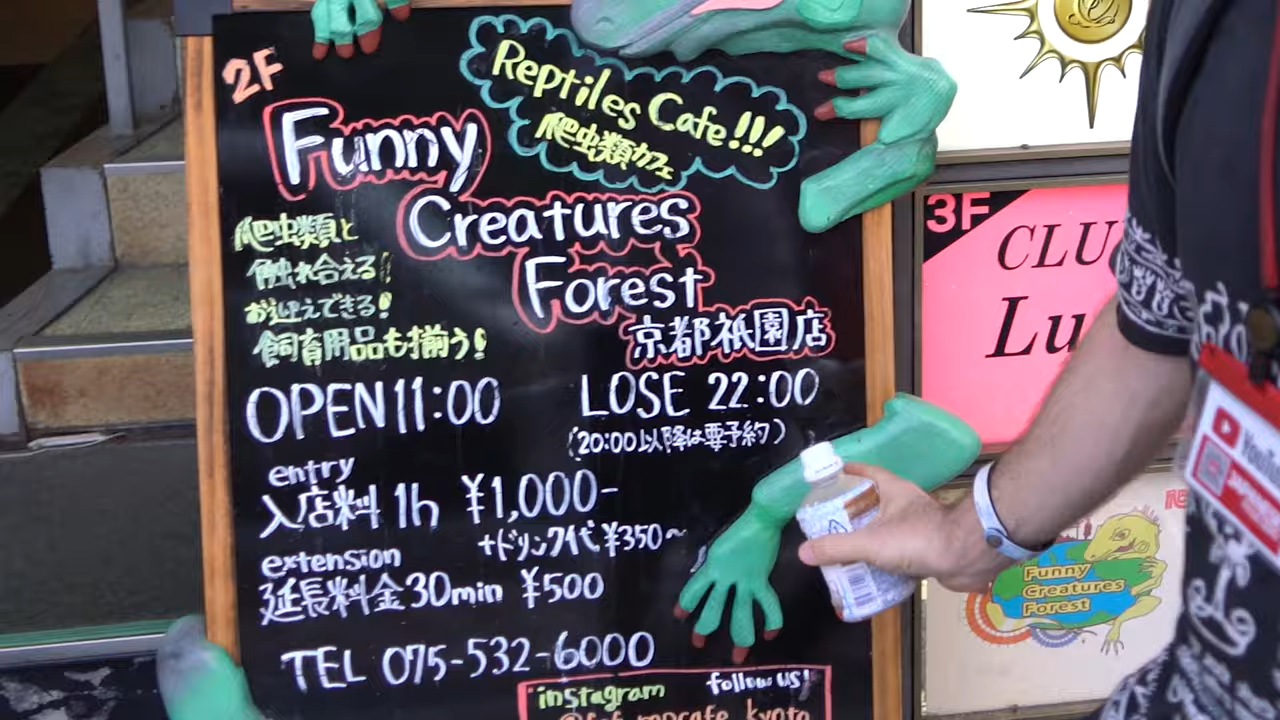 2F
Reptiles Cafe!!!
爬虫類カフェ
Funny
Creatures
Forest
京都祇園店
爬虫類と
触れ合える!!
お迎えできる!
飼育用品も揃う!
OPEN 11:00
LOSE 22:00
(20:00以降は要予約)
entry
入店料 1h ¥1,000-
+ドリンク代 ¥350~
extension
延長料金30min ¥500
TEL 075-532-6000
follow us!
instagram
kyoto
3F
CLU
Lu
Funny
Creatures
Forest
爬